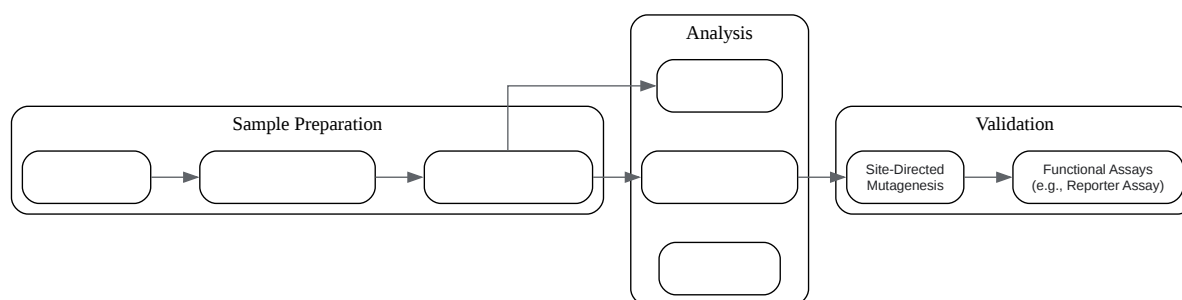 Analysis
Sample Preparation
Validation
Site-Directed
Mutagenesis
Functional Assays
(e.g., Reporter Assay)